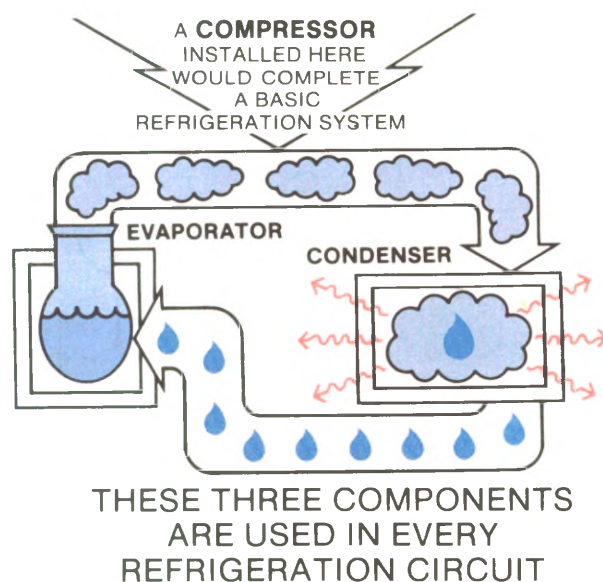 A COMPRESSOR
INSTALLED HERE
WOULD COMPLETE
A BASIC
REFRIGERATION SYSTEM
EVAPORATOR
CONDENSER
THESE THREE COMPONENTS
ARE USED IN EVERY
REFRIGERATION CIRCUIT